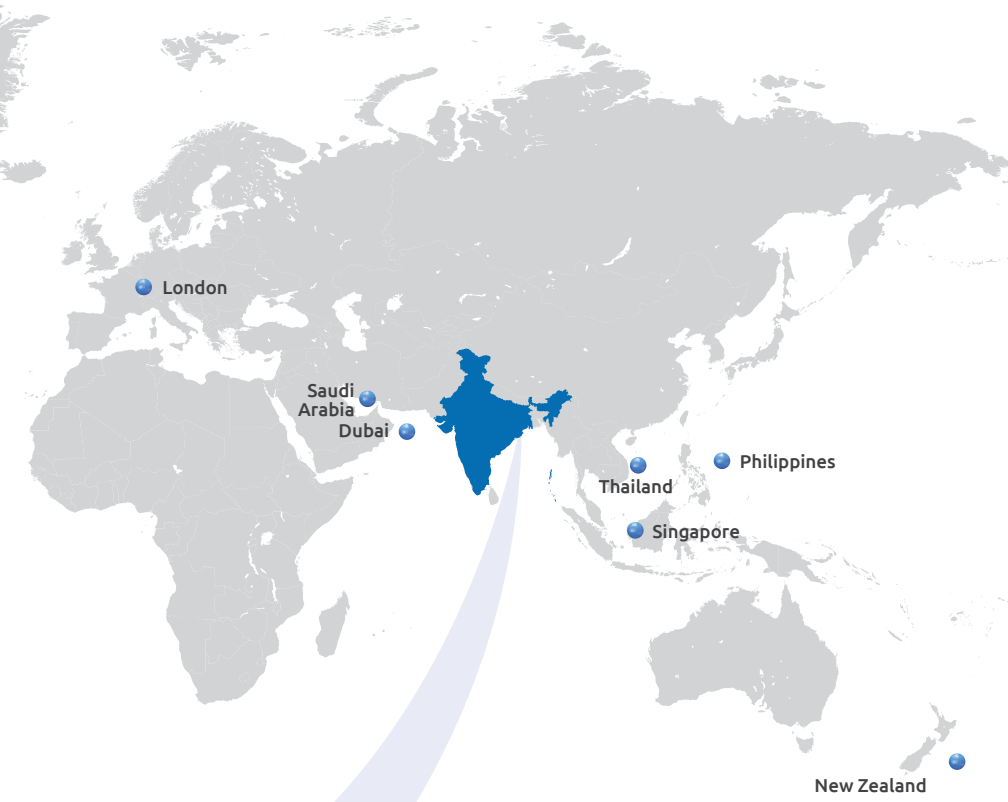 London
Saudi
Arabia
Dubai
Philippines
Thailand
Singapore
New Zealand